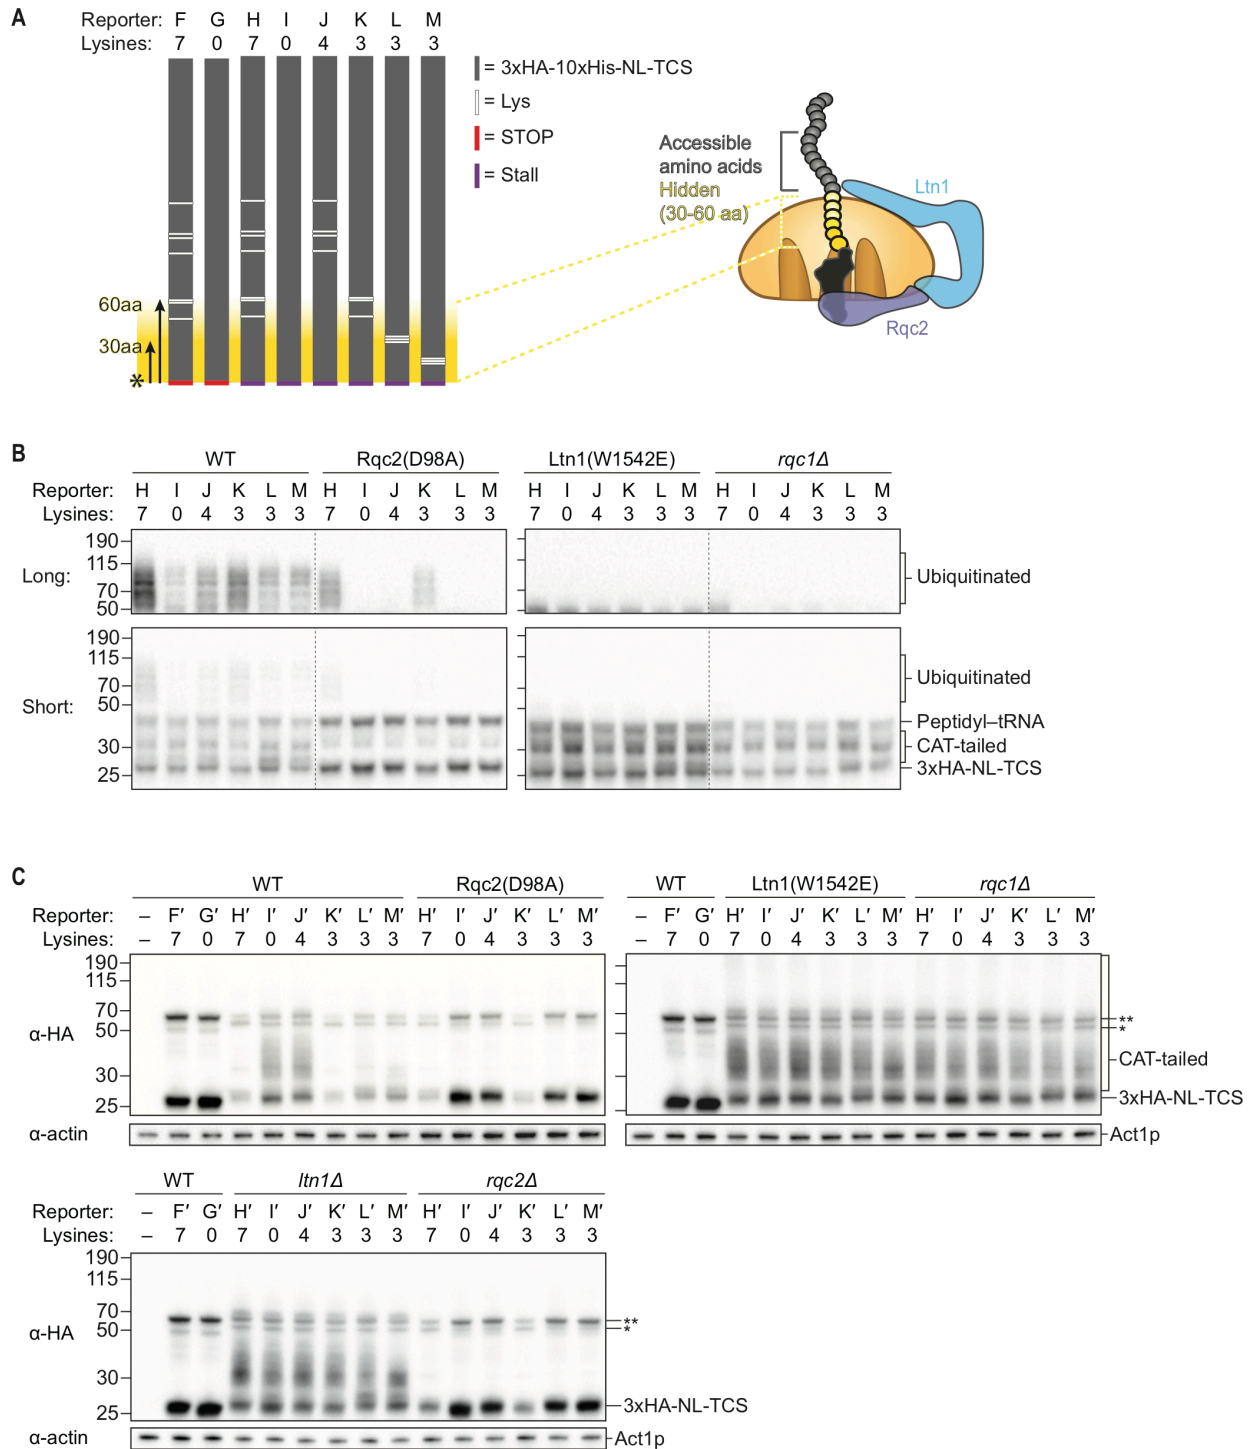 A
Reporter: F G H I J K L M
Lysines: 7 0 7 0 4 3 3 3
= 3xHA-10xHis-NL-TCS
= Lys
= STOP
= Stall
60aa
30aa
*
Accessible
amino acids
Hidden
(30-60 aa)
Ltn1
Rqc2
B
WT Rqc2(D98A) Ltn1(W1542E) rqc1Δ
Reporter: H I J K L M H I J K L M H I J K L M H I J K L M
Lysines: 7 0 4 3 3 3 7 0 4 3 3 3 7 0 4 3 3 3 7 0 4 3 3 3
Long:
190
115
70
50
Ubiquitinated
Short:
190
115
70
50
30
25
Ubiquitinated
Peptidyl–tRNA
CAT-tailed
3xHA-NL-TCS
C
WT Rqc2(D98A) WT Ltn1(W1542E) rqc1Δ
Reporter: – F′ G′ H′ I′ J′ K′ L′ M′ H′ I′ J′ K′ L′ M′ – F′ G′ H′ I′ J′ K′ L′ M′ H′ I′ J′ K′ L′ M′
Lysines: – 7 0 7 0 4 3 3 3 7 0 4 3 3 3 – 7 0 7 0 4 3 3 3 7 0 4 3 3 3
α-HA
190
115
70
50
30
25
**
*
CAT-tailed
3xHA-NL-TCS
α-actin
Act1p
WT ltn1Δ rqc2Δ
Reporter: – F′ G′ H′ I′ J′ K′ L′ M′ H′ I′ J′ K′ L′ M′
Lysines: – 7 0 7 0 4 3 3 3 7 0 4 3 3 3
α-HA
190
115
70
50
30
25
**
*
3xHA-NL-TCS
α-actin
Act1p